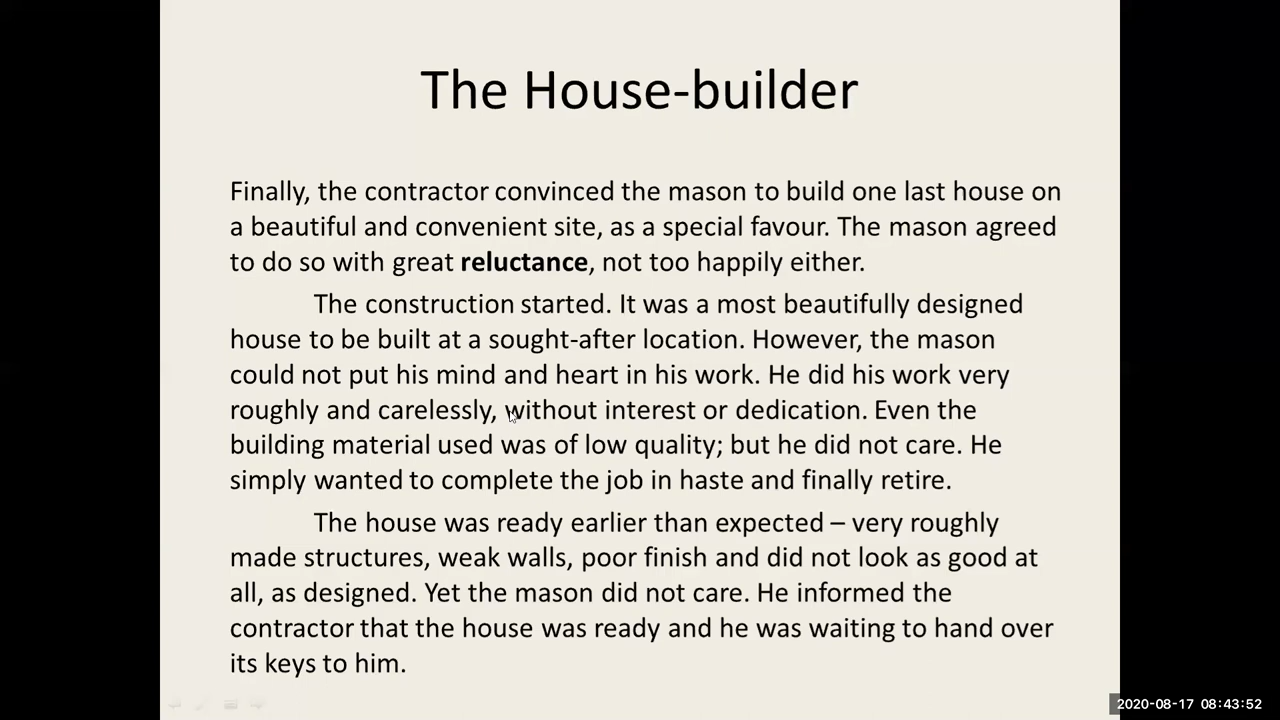 The House-builder
Finally, the contractor convinced the mason to build one last house on
a beautiful and convenient site, as a special favour. The mason agreed
to do so with great reluctance, not too happily either.
The construction started. It was a most beautifully designed
house to be built at a sought-after location. However, the mason
could not put his mind and heart in his work. He did his work very
roughly and carelessly, without interest or dedication. Even the
building material used was of low quality; but he did not care. He
simply wanted to complete the job in haste and finally retire.
The house was ready earlier than expected – very roughly
made structures, weak walls, poor finish and did not look as good at
all, as designed. Yet the mason did not care. He informed the
contractor that the house was ready and he was waiting to hand over
its keys to him.
2020-08-17 08:43:52